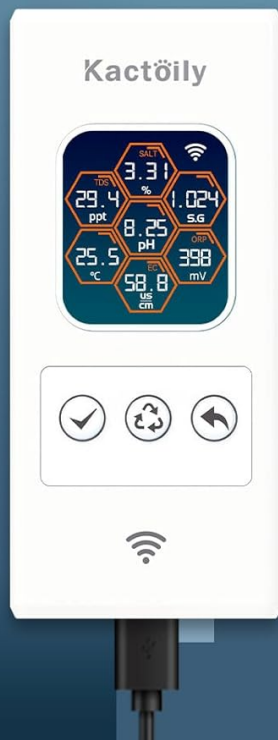 Kactöily
SALT
3.31
%
TDS
29.4
ppt
1.024
S.G
8.25
pH
25.5
°C
ORP
398
mV
EC
58.8
us
cm